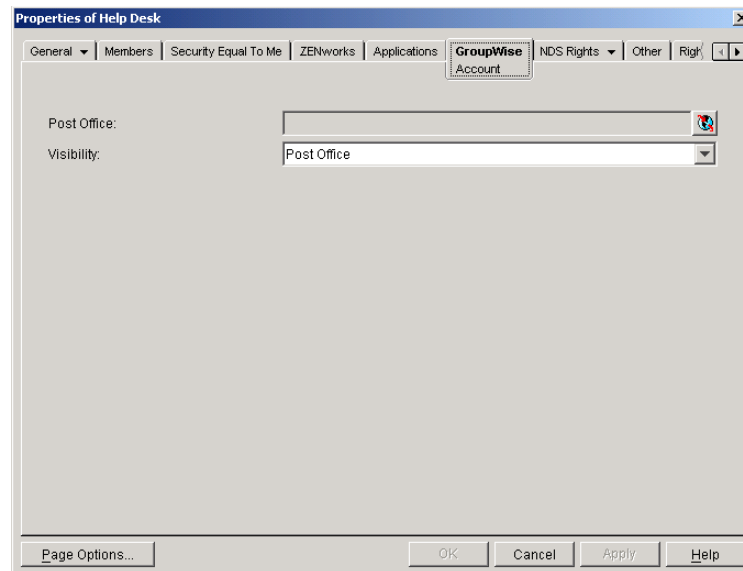 Properties of Help Desk
General Members Security Equal To Me ZENworks Applications GroupWise NDS Rights Other
Account
Post Office:
Visibility: Post Office
Page Options... OK Cancel Apply Help